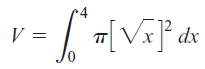 V = ∫₀⁴ π[√x]² dx